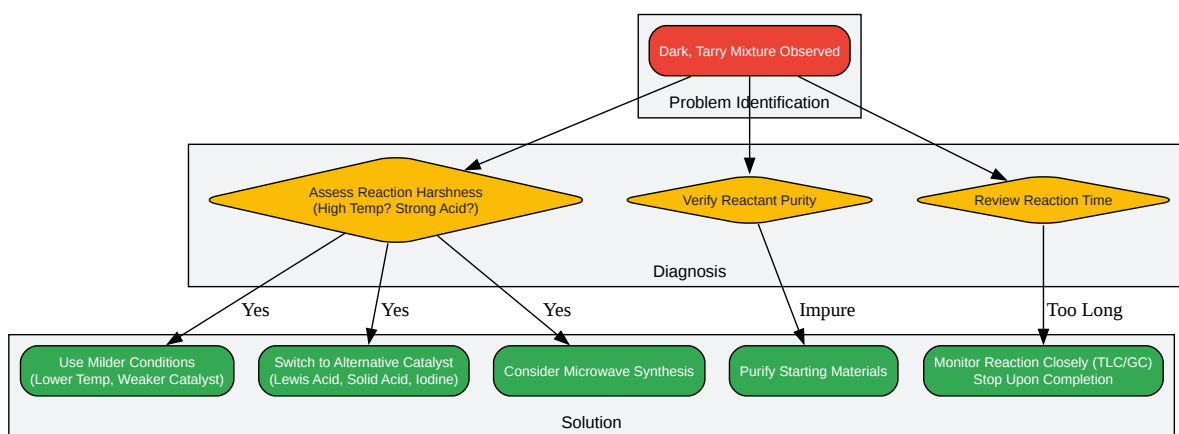 Dark, Tarry Mixture Observed
Problem Identification
Assess Reaction Harshness
(High Temp? Strong Acid?)
Verify Reactant Purity
Review Reaction Time
Diagnosis
Yes
Yes
Yes
Impure
Too Long
Use Milder Conditions
(Lower Temp, Weaker Catalyst)
Switch to Alternative Catalyst
(Lewis Acid, Solid Acid, Iodine)
Consider Microwave Synthesis
Purify Starting Materials
Monitor Reaction Closely (TLC/GC)
Stop Upon Completion
Solution